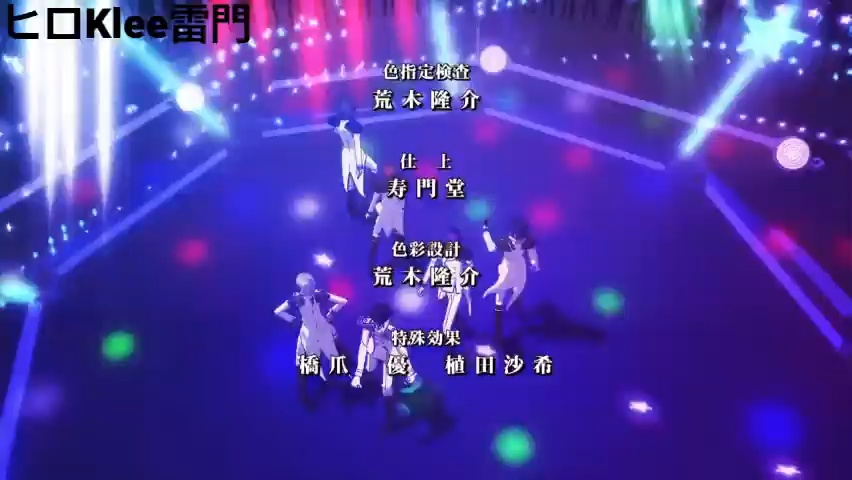 ヒロKlee雷門
色指定検査
荒木隆介
仕　上
寿門堂
色彩設計
荒木隆介
特殊効果
橋爪　優　植田沙希